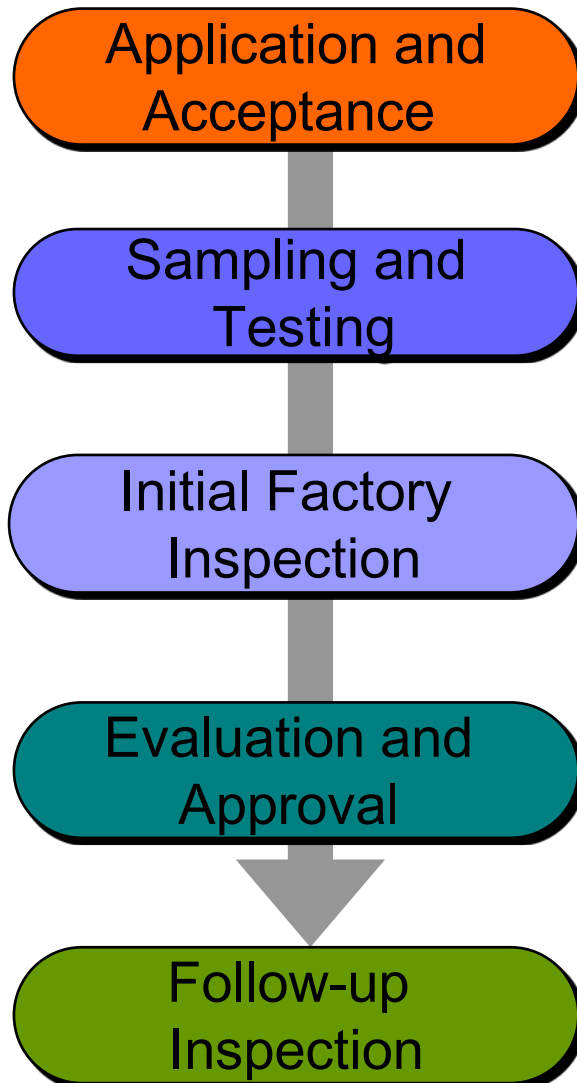 Application and
Acceptance
Sampling and
Testing
Initial Factory
Inspection
Evaluation and
Approval
Follow-up
Inspection